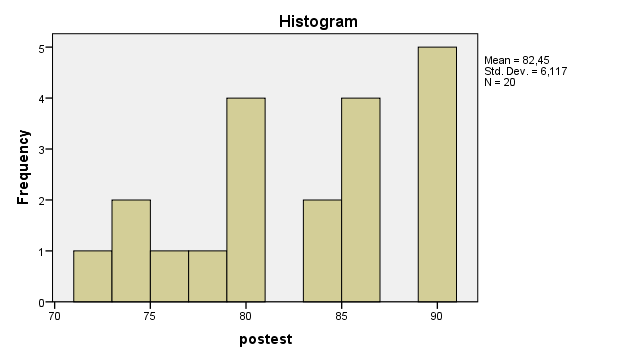 Histogram
Mean = 82,45
Std. Dev. = 6,117
N = 20
Frequency
5
4
3
2
1
0
70 75 80 85 90
postest